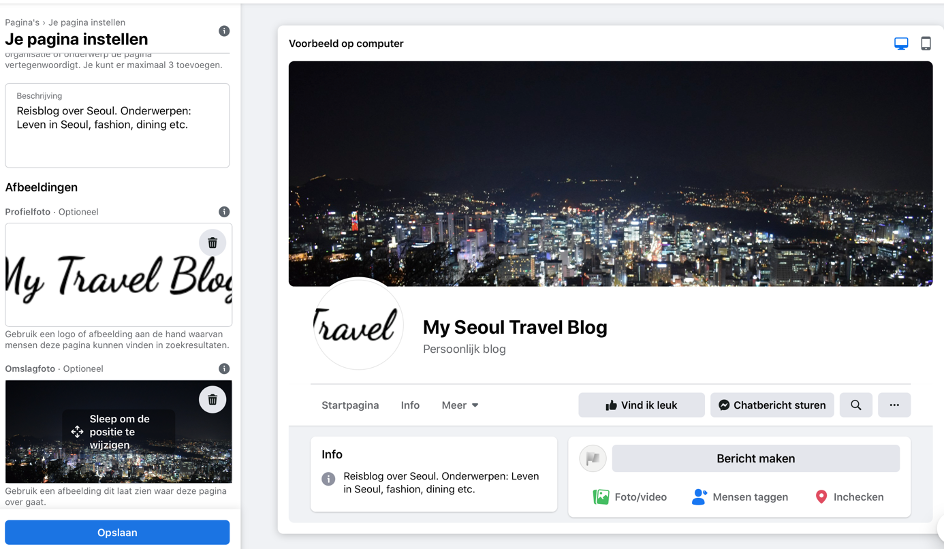 Pagina's › Je pagina instellen
Je pagina instellen
organisatie of onderwerp de pagina
vertegenwoordigt. Je kunt er maximaal 3 toevoegen.
Beschrijving
Reisblog over Seoul. Onderwerpen:
Leven in Seoul, fashion, dining etc.
Afbeeldingen
Profielfoto · Optioneel
My Travel Blog
Gebruik een logo of afbeelding aan de hand waarvan
mensen deze pagina kunnen vinden in zoekresultaten.
Omslagfoto · Optioneel
Sleep om de
positie te
wijzigen
Gebruik een afbeelding dit laat zien waar deze pagina
over gaat.
Opslaan
Voorbeeld op computer
Travel
My Seoul Travel Blog
Persoonlijk blog
Startpagina
Info
Meer
Vind ik leuk
Chatbericht sturen
Info
Reisblog over Seoul. Onderwerpen: Leven
in Seoul, fashion, dining etc.
Bericht maken
Foto/video
Mensen taggen
Inchecken